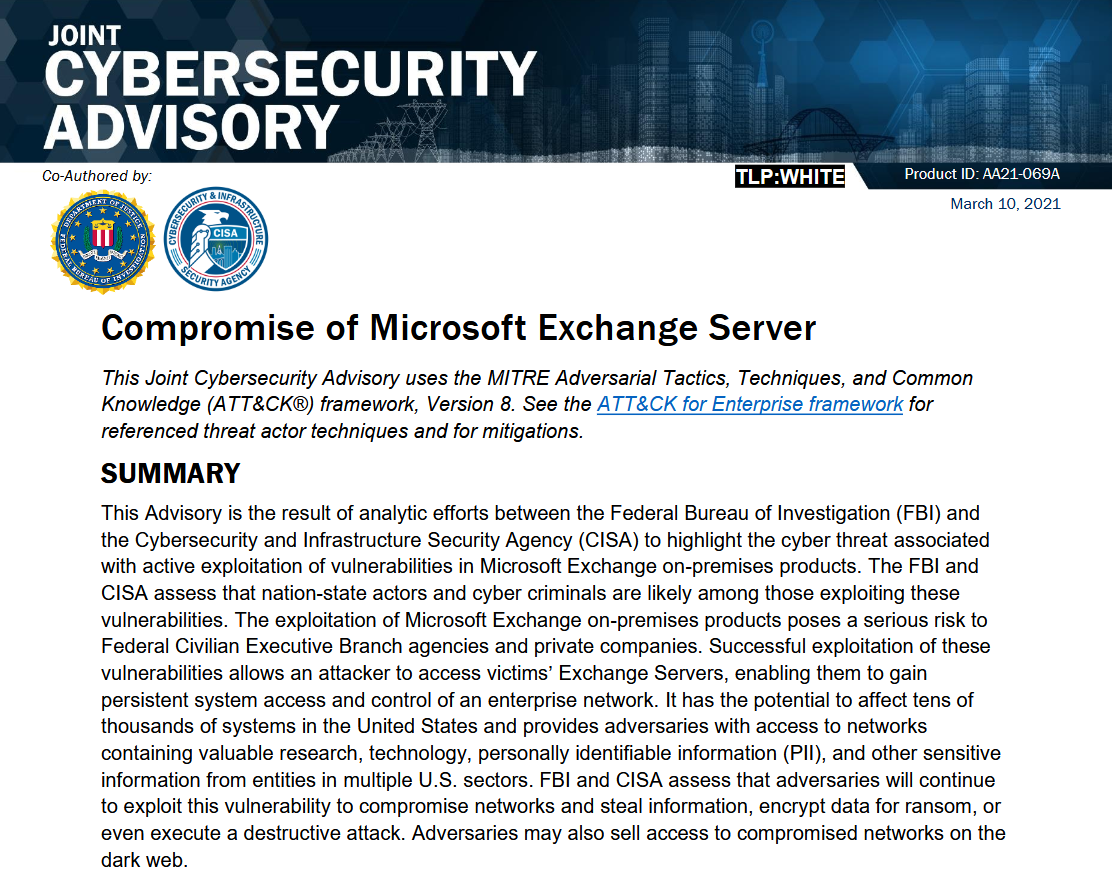 JOINT
CYBERSECURITY
ADVISORY
Co-Authored by:
TLP:WHITE
Product ID: AA21-069A
March 10, 2021
DEPARTMENT OF JUSTICE
FEDERAL BUREAU OF INVESTIGATION
CYBERSECURITY & INFRASTRUCTURE
CISA
SECURITY AGENCY
Compromise of Microsoft Exchange Server
This Joint Cybersecurity Advisory uses the MITRE Adversarial Tactics, Techniques, and Common
Knowledge (ATT&CK®) framework, Version 8. See the ATT&CK for Enterprise framework for
referenced threat actor techniques and for mitigations.
SUMMARY
This Advisory is the result of analytic efforts between the Federal Bureau of Investigation (FBI) and
the Cybersecurity and Infrastructure Security Agency (CISA) to highlight the cyber threat associated
with active exploitation of vulnerabilities in Microsoft Exchange on-premises products. The FBI and
CISA assess that nation-state actors and cyber criminals are likely among those exploiting these
vulnerabilities. The exploitation of Microsoft Exchange on-premises products poses a serious risk to
Federal Civilian Executive Branch agencies and private companies. Successful exploitation of these
vulnerabilities allows an attacker to access victims’ Exchange Servers, enabling them to gain
persistent system access and control of an enterprise network. It has the potential to affect tens of
thousands of systems in the United States and provides adversaries with access to networks
containing valuable research, technology, personally identifiable information (PII), and other sensitive
information from entities in multiple U.S. sectors. FBI and CISA assess that adversaries will continue
to exploit this vulnerability to compromise networks and steal information, encrypt data for ransom, or
even execute a destructive attack. Adversaries may also sell access to compromised networks on the
dark web.